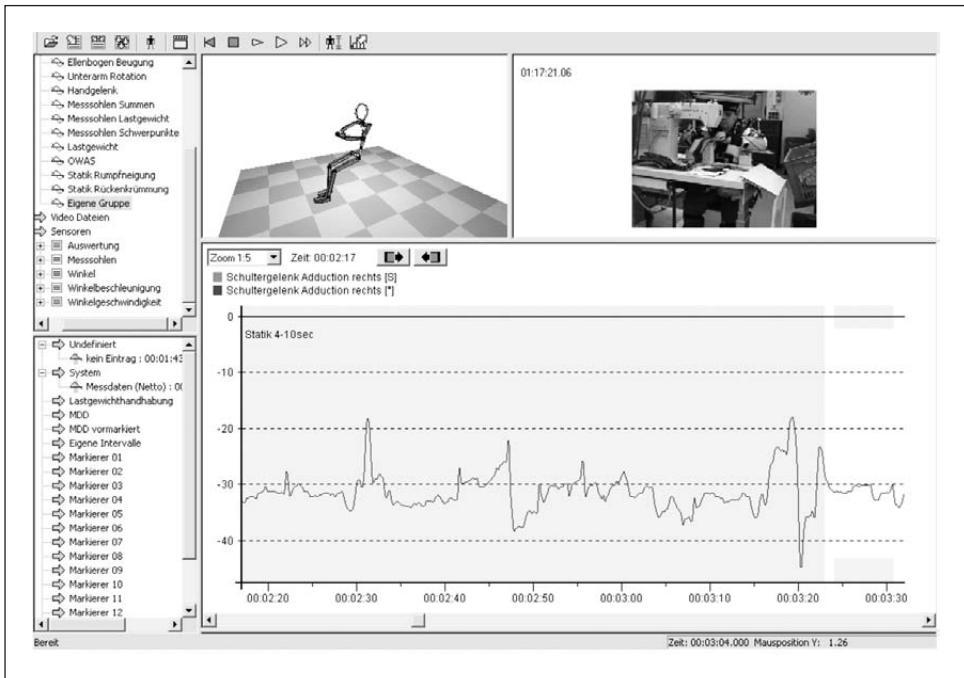 Ellenbogen Beugung
Unterarm Rotation
Handgelenk
Messsohlen Summen
Messsohlen Lastgewicht
Messsohlen Schwerpunkte
Lastgewicht
OWAS
Statik Rumpfneigung
Statik Rückenkrümmung
Eigene Gruppe
Video Dateien
Sensoren
Auswertung
Messsohlen
Winkel
Winkelbeschleunigung
Winkelgeschwindigkeit
Undefiniert
kein Eintrag : 00:01:43
System
Messdaten (Netto) : 00
Lastgewichthandhabung
MDD
MDD vormarkiert
Eigene Intervalle
Markierer 01
Markierer 02
Markierer 03
Markierer 04
Markierer 05
Markierer 06
Markierer 07
Markierer 08
Markierer 09
Markierer 10
Markierer 11
Markierer 12
01:17:21.06
Zoom 1:5 Zeit: 00:02:17
Schultergelenk Adduction rechts [S]
Schultergelenk Adduction rechts [°]
0
Statik 4-10sec
-10
-20
-30
-40
00:02:20 00:02:30 00:02:40 00:02:50 00:03:00 00:03:10 00:03:20 00:03:30
Bereit Zeit: 00:03:04.000 Mausposition Y: 1.26